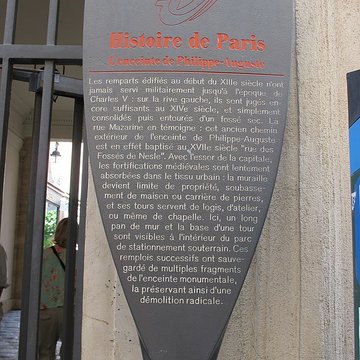 Histoire de Paris
L'enceinte de Philippe-Auguste
Les remparts édifiés au début du XIIIe siècle n'ont
jamais servi militairement jusqu'à l'époque de
Charles V : sur la rive gauche, ils sont jugés en-
core suffisants au XIVe siècle, et simplement
consolidés puis entourés d'un fossé sec. La
rue Mazarine en témoigne : cet ancien chemin
extérieur de l'enceinte de Philippe-Auguste
est en effet baptisé au XVIIe siècle "rue des
Fossés de Nesle". Avec l'essor de la capitale,
les fortifications médiévales sont lentement
absorbées dans le tissu urbain : la muraille
devient limite de propriété, soubasse-
ment de maison ou carrière de pierres,
et ses tours servent de logis, d'atelier,
ou même de chapelle. Ici, un long
pan de mur et la base d'une tour
sont visibles à l'intérieur du parc
de stationnement souterrain. Ces
remplois successifs ont sauve-
gardé de multiples fragments
de l'enceinte monumentale,
la préservant ainsi d'une
démolition radicale.